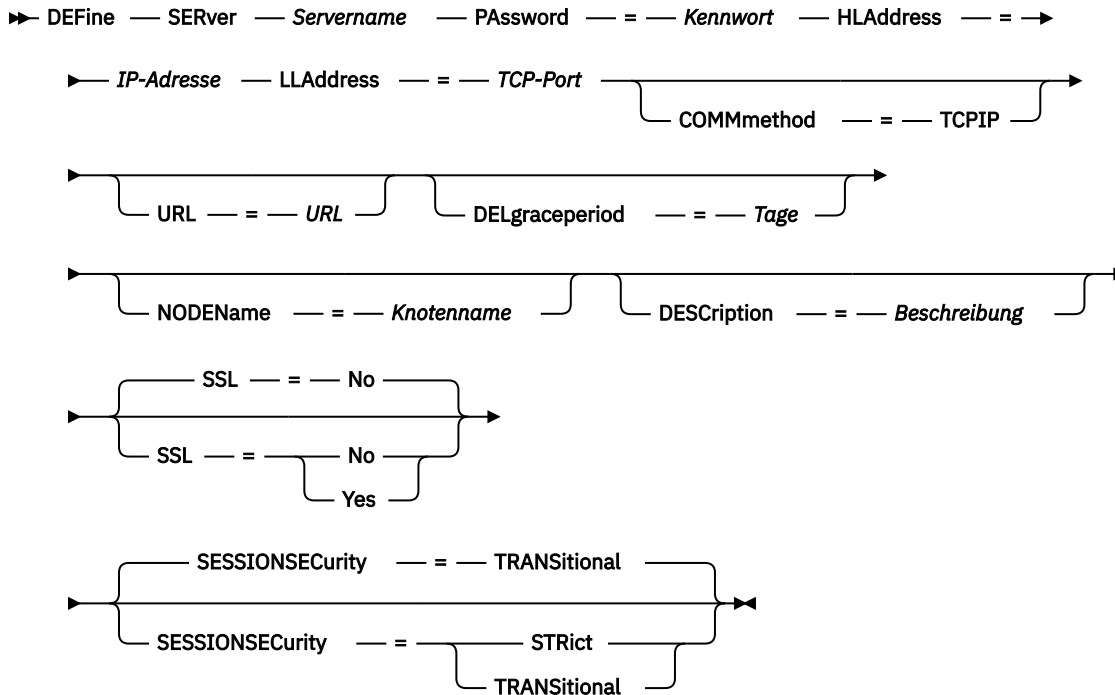 DEFine SERver Servername PAssword = Kennwort HLAddress =
IP-Adresse LLAddress = TCP-Port
COMMmethod = TCPIP
URL = URL DELgraceperiod = Tage
NODEName = Knotenname DESCription = Beschreibung
SSL = No
SSL = No
Yes
SESSIONSECurity = TRANSitional
SESSIONSECurity = STRict
TRANSitional